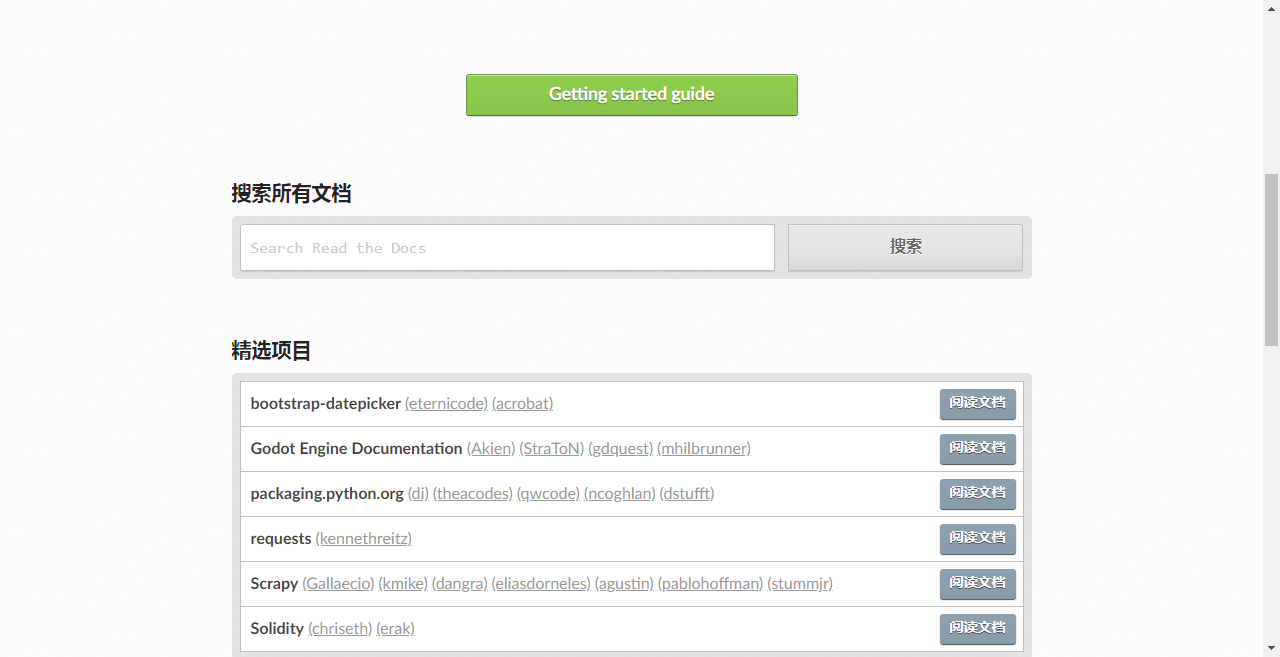 Getting started guide
搜索所有文档
Search Read the Docs
搜索
精选项目
bootstrap-datepicker (eternicode) (acrobat) 阅读文档
Godot Engine Documentation (Akien) (StraToN) (gdquest) (mhilbrunner) 阅读文档
packaging.python.org (di) (theacodes) (qwcode) (ncoghlan) (dstufft) 阅读文档
requests (kennethreitz) 阅读文档
Scrapy (Gallaecio) (kmike) (dangra) (eliasdorneles) (agustin) (pablohoffman) (stummjr) 阅读文档
Solidity (chriseth) (erak) 阅读文档